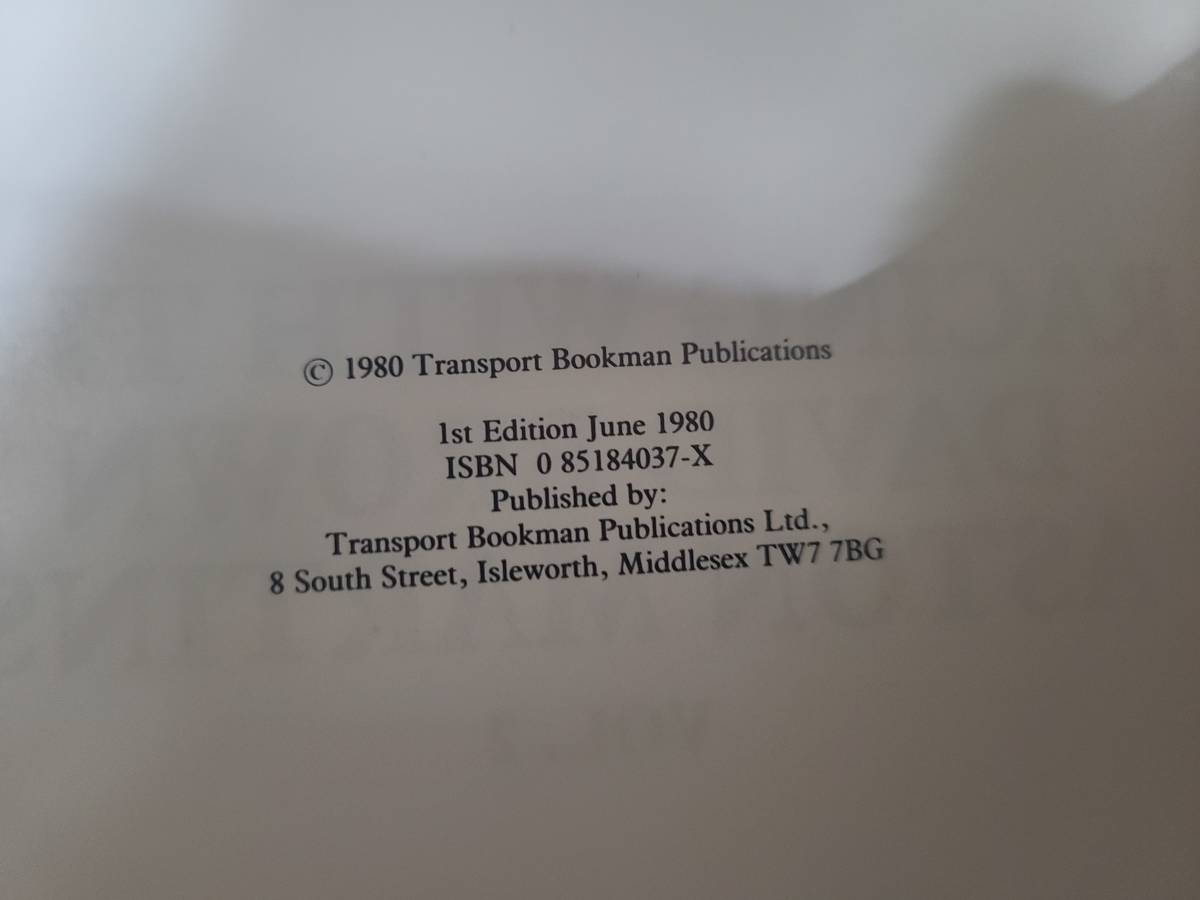 © 1980 Transport Bookman Publications
1st Edition June 1980
ISBN 0 85184037-X
Published by:
Transport Bookman Publications Ltd.,
8 South Street, Isleworth, Middlesex TW7 7BG